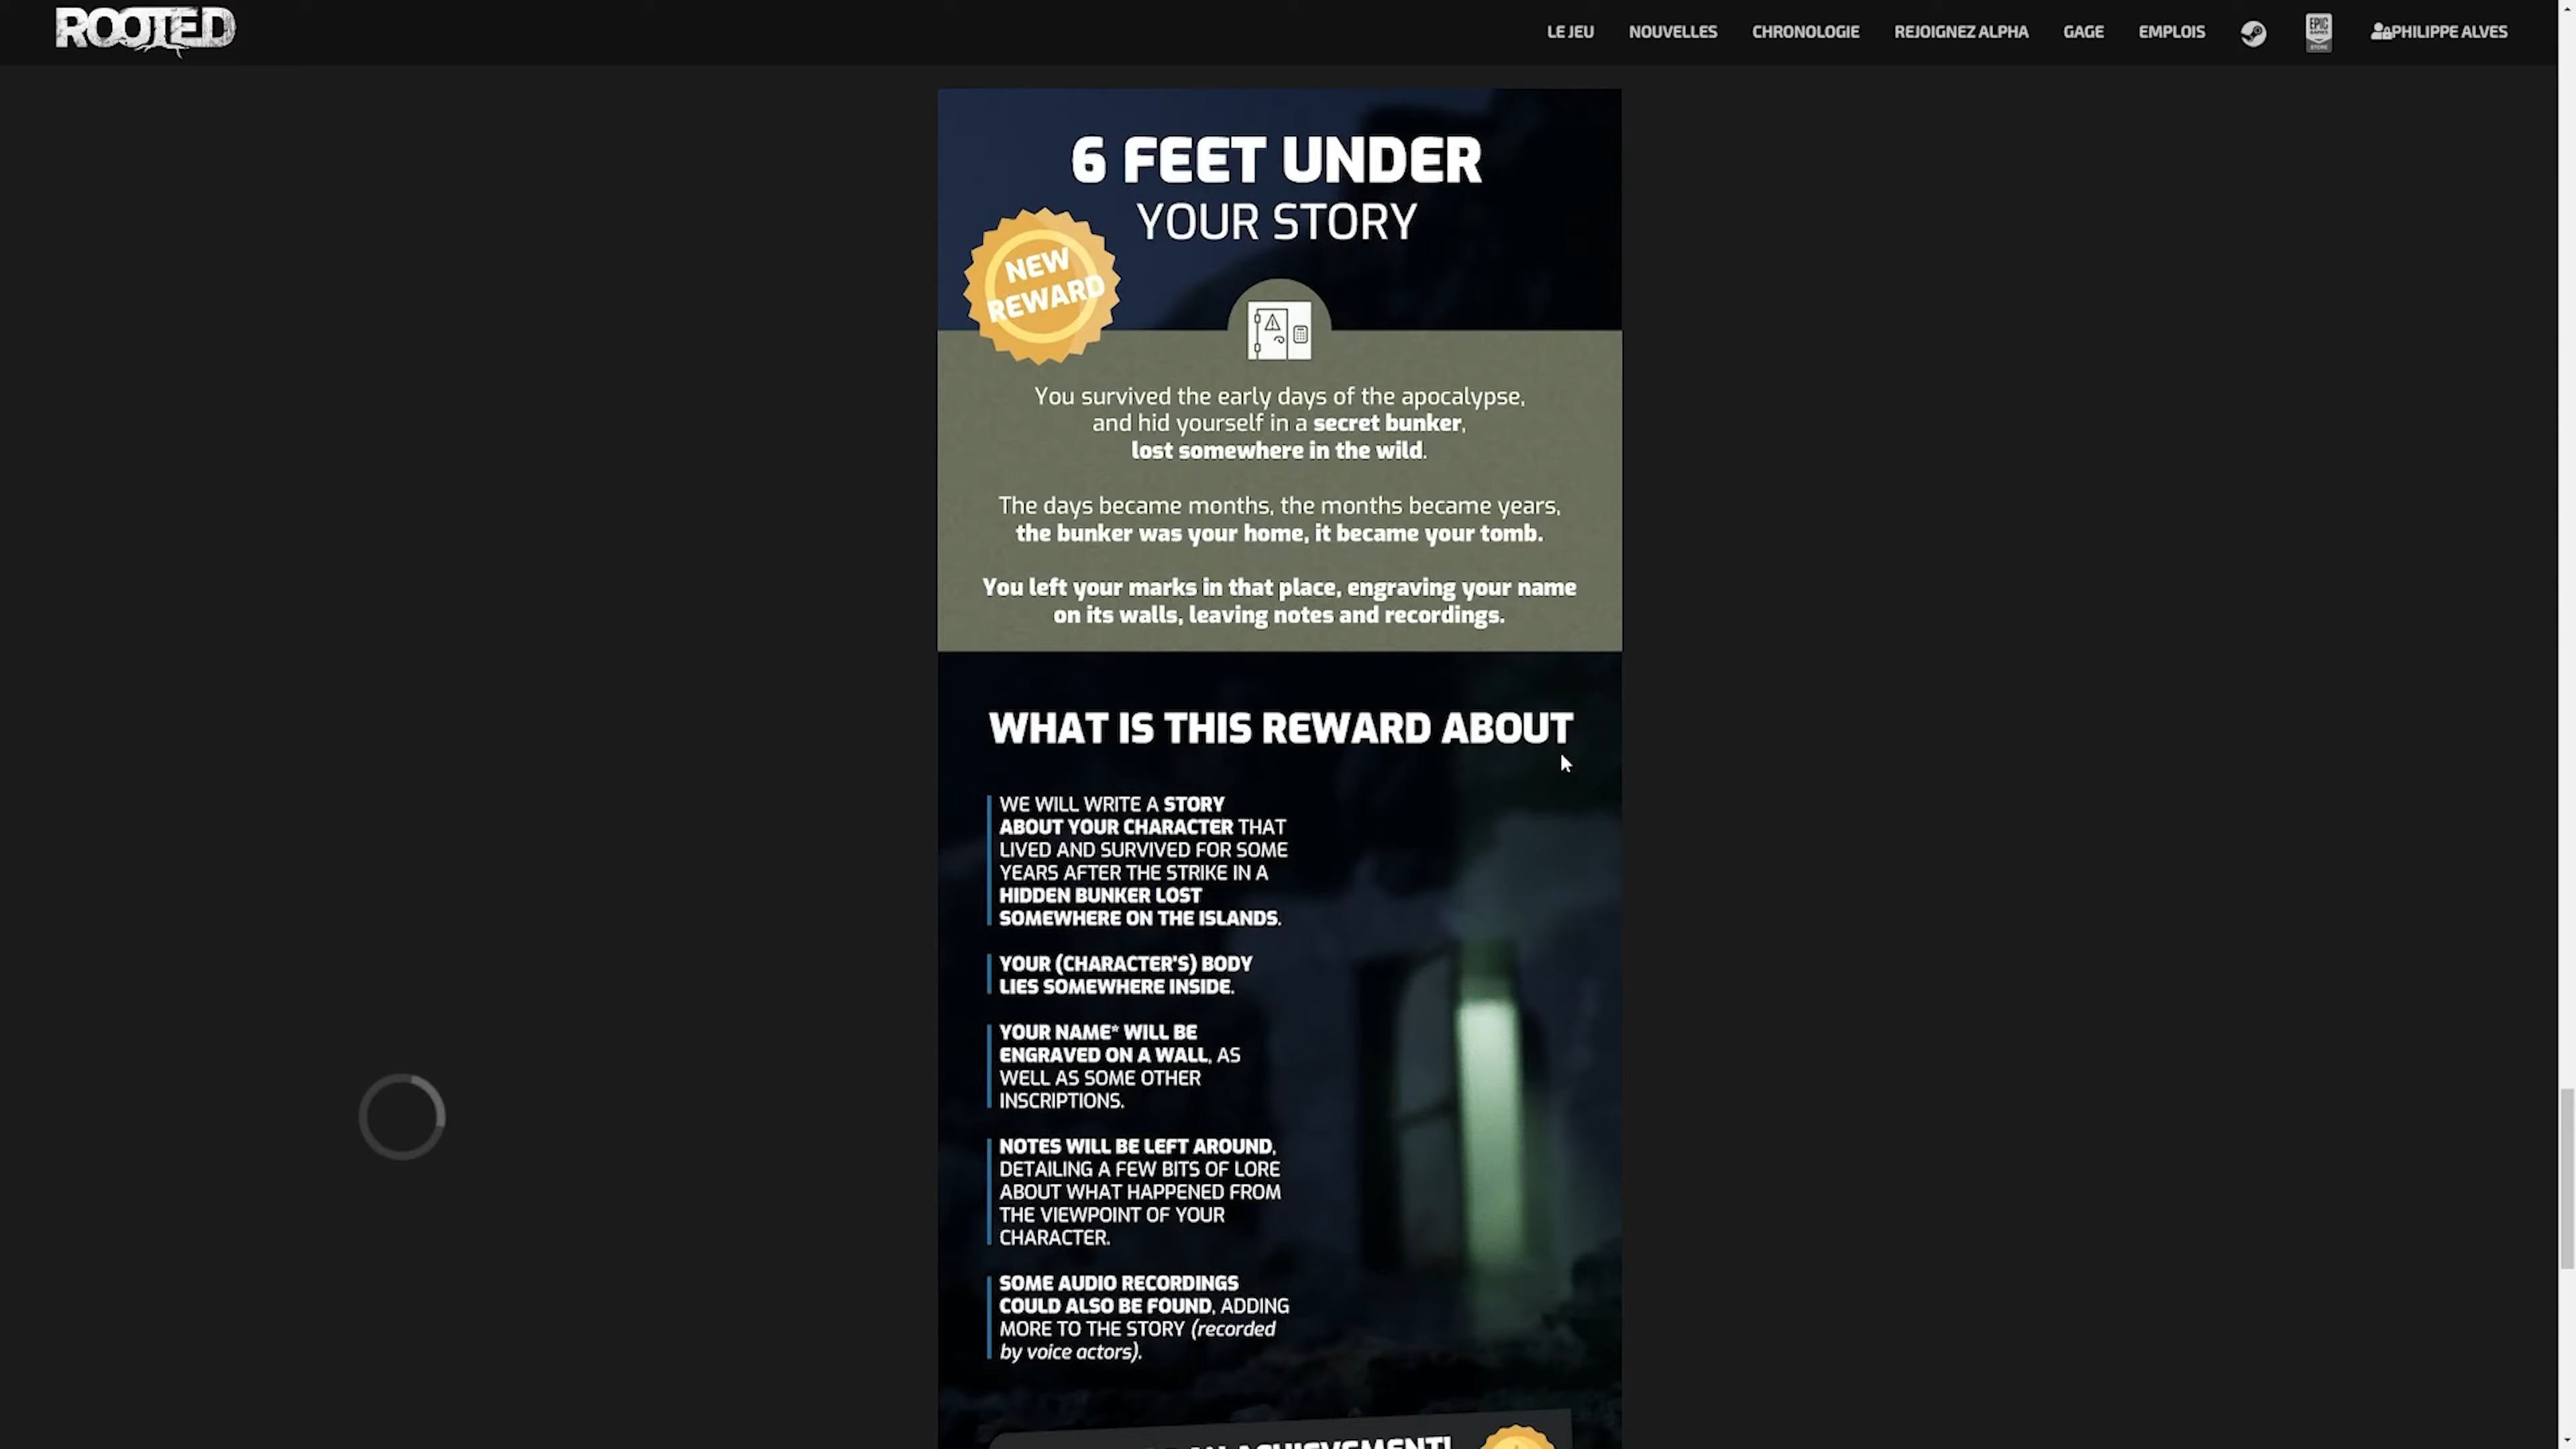 ROOTED
LE JEU NOUVELLES CHRONOLOGIE REJOIGNEZ ALPHA GAGE EMPLOIS EPIC GAMES STORE PHILIPPE ALVES
6 FEET UNDER
YOUR STORY
NEW
REWARD
You survived the early days of the apocalypse,
and hid yourself in a secret bunker,
lost somewhere in the wild.
The days became months, the months became years,
the bunker was your home, it became your tomb.
You left your marks in that place, engraving your name
on its walls, leaving notes and recordings.
WHAT IS THIS REWARD ABOUT
WE WILL WRITE A STORY
ABOUT YOUR CHARACTER THAT
LIVED AND SURVIVED FOR SOME
YEARS AFTER THE STRIKE IN A
HIDDEN BUNKER LOST
SOMEWHERE ON THE ISLANDS.
YOUR (CHARACTER'S) BODY
LIES SOMEWHERE INSIDE.
YOUR NAME* WILL BE
ENGRAVED ON A WALL, AS
WELL AS SOME OTHER
INSCRIPTIONS.
NOTES WILL BE LEFT AROUND,
DETAILING A FEW BITS OF LORE
ABOUT WHAT HAPPENED FROM
THE VIEWPOINT OF YOUR
CHARACTER.
SOME AUDIO RECORDINGS
COULD ALSO BE FOUND, ADDING
MORE TO THE STORY (recorded
by voice actors).
ACHIEVEMENT!